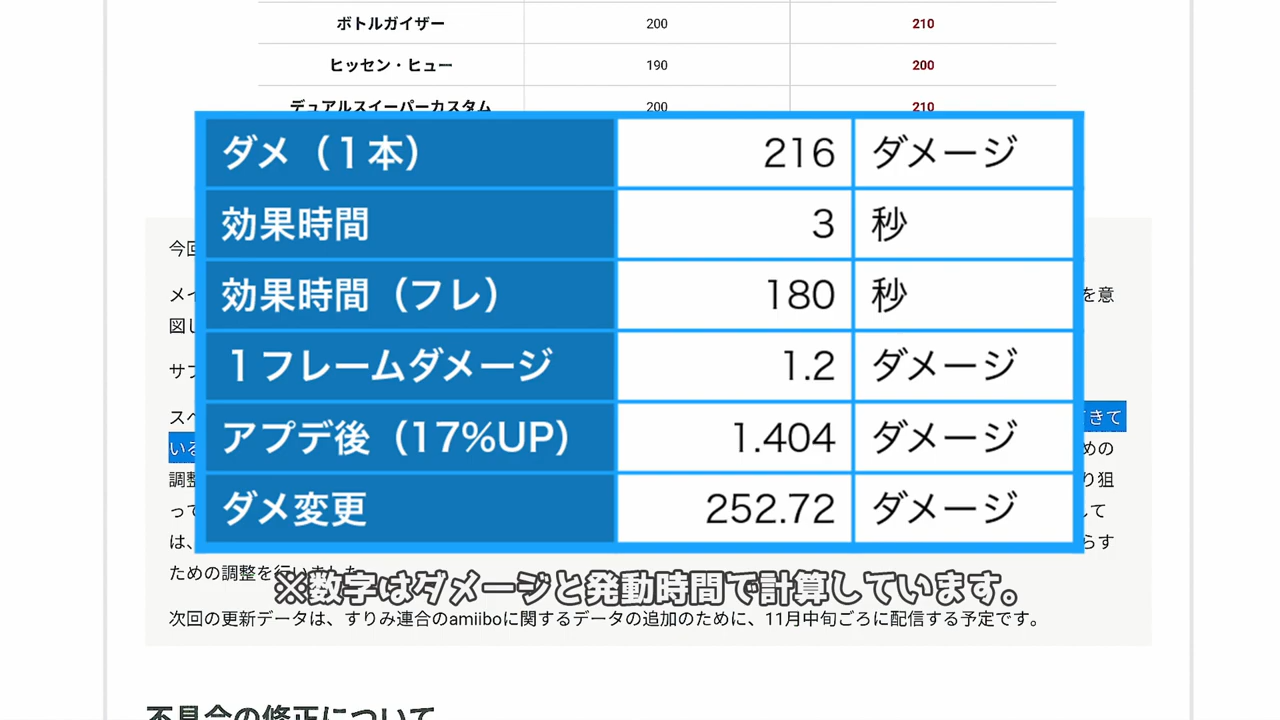 ボトルガイザー 200 210
ヒッセン・ヒュー 190 200
デュアルスイーパーカスタム 200 210
ダメ（１本） 216 ダメージ
効果時間 3 秒
効果時間（フレ） 180 秒
１フレームダメージ 1.2 ダメージ
アプデ後（17%UP） 1.404 ダメージ
ダメ変更 252.72 ダメージ
今回
メイ を意
図し
サブ
スペ きて
いる めの
調整 り狙
って して
は、 らす
ための調整を行いました
※数字はダメージと発動時間で計算しています。
次回の更新データは、すりみ連合のamiiboに関するデータの追加のために、11月中旬ごろに配信する予定です。
不具合の修正について